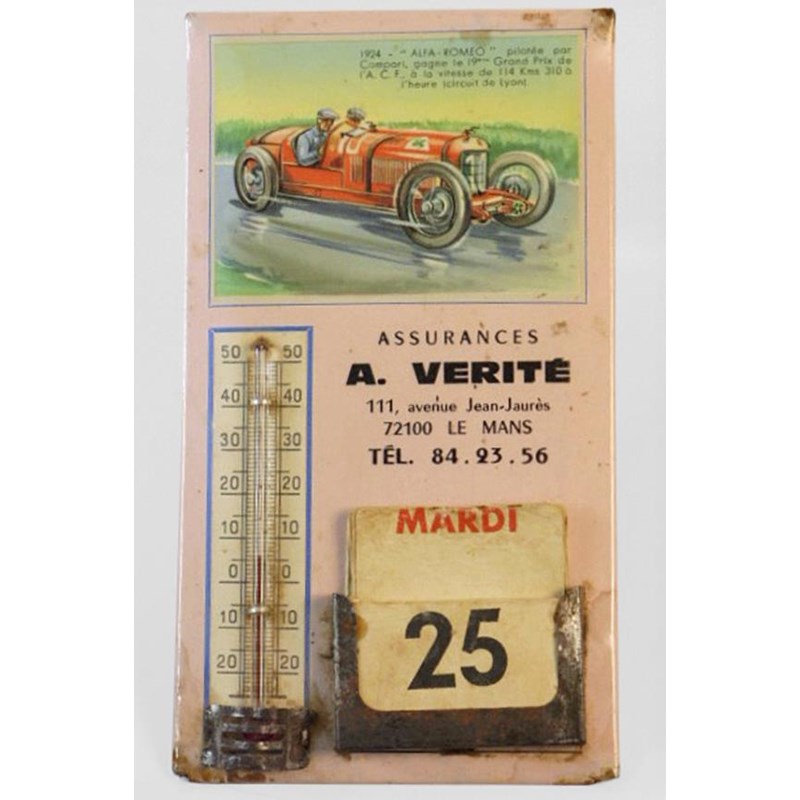 1924 - "ALFA-ROMEO" pilotée par
Campari, gagne le 19ème Grand Prix de
l'A.C.F. à la vitesse de 114 Kms 310 à
l'heure (circuit de Lyon)
10
ASSURANCES
A. VERITÉ
111, avenue Jean-Jaurès
72100 LE MANS
TÉL. 84.23.56
50 50
40 40
30 30
20 20
10 10
0 0
10 10
20 20
MARDI
25